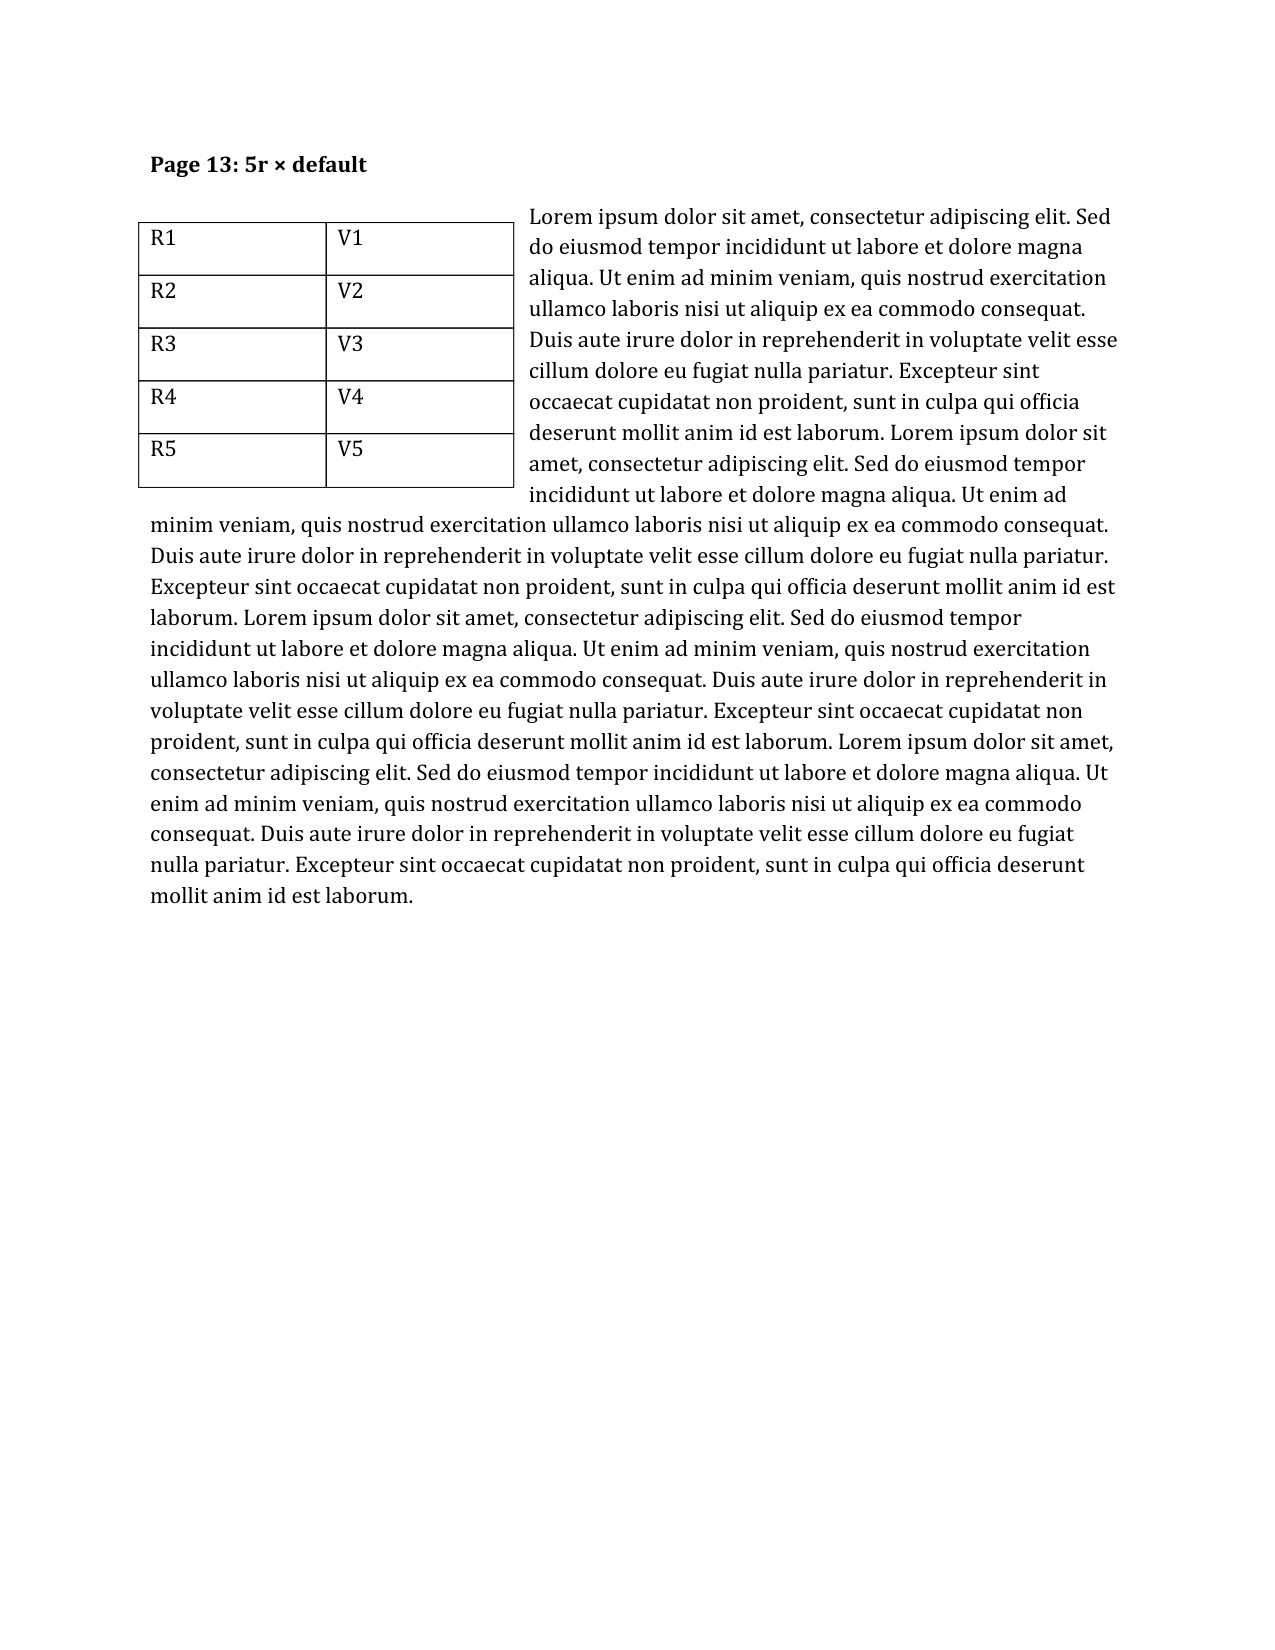 Page 13: 5r × default
R1 V1
R2 V2
R3 V3
R4 V4
R5 V5
Lorem ipsum dolor sit amet, consectetur adipiscing elit. Sed
do eiusmod tempor incididunt ut labore et dolore magna
aliqua. Ut enim ad minim veniam, quis nostrud exercitation
ullamco laboris nisi ut aliquip ex ea commodo consequat.
Duis aute irure dolor in reprehenderit in voluptate velit esse
cillum dolore eu fugiat nulla pariatur. Excepteur sint
occaecat cupidatat non proident, sunt in culpa qui officia
deserunt mollit anim id est laborum. Lorem ipsum dolor sit
amet, consectetur adipiscing elit. Sed do eiusmod tempor
incididunt ut labore et dolore magna aliqua. Ut enim ad
minim veniam, quis nostrud exercitation ullamco laboris nisi ut aliquip ex ea commodo consequat.
Duis aute irure dolor in reprehenderit in voluptate velit esse cillum dolore eu fugiat nulla pariatur.
Excepteur sint occaecat cupidatat non proident, sunt in culpa qui officia deserunt mollit anim id est
laborum. Lorem ipsum dolor sit amet, consectetur adipiscing elit. Sed do eiusmod tempor
incididunt ut labore et dolore magna aliqua. Ut enim ad minim veniam, quis nostrud exercitation
ullamco laboris nisi ut aliquip ex ea commodo consequat. Duis aute irure dolor in reprehenderit in
voluptate velit esse cillum dolore eu fugiat nulla pariatur. Excepteur sint occaecat cupidatat non
proident, sunt in culpa qui officia deserunt mollit anim id est laborum. Lorem ipsum dolor sit amet,
consectetur adipiscing elit. Sed do eiusmod tempor incididunt ut labore et dolore magna aliqua. Ut
enim ad minim veniam, quis nostrud exercitation ullamco laboris nisi ut aliquip ex ea commodo
consequat. Duis aute irure dolor in reprehenderit in voluptate velit esse cillum dolore eu fugiat
nulla pariatur. Excepteur sint occaecat cupidatat non proident, sunt in culpa qui officia deserunt
mollit anim id est laborum.